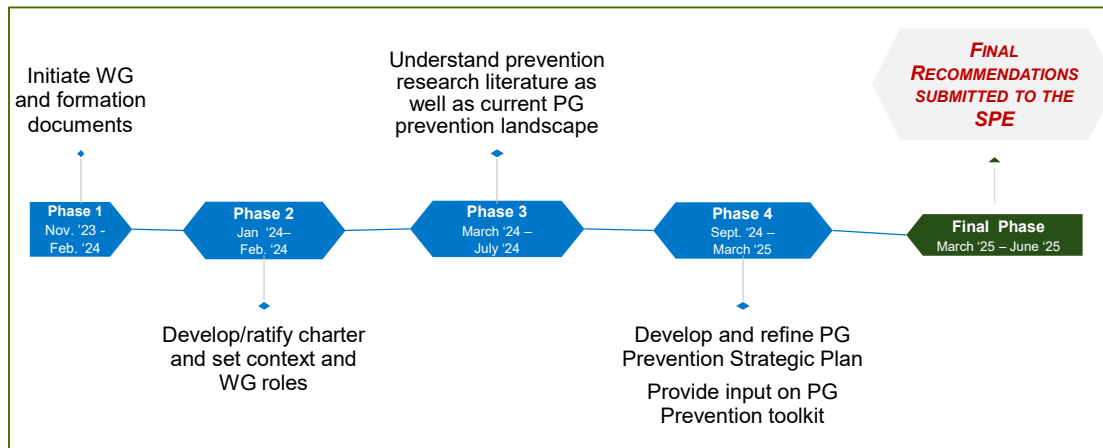 Initiate WG
and formation
documents
Understand prevention
research literature as
well as current PG
prevention landscape
FINAL
RECOMMENDATIONS
SUBMITTED TO THE
SPE
Phase 1
Nov. ‘23 -
Feb. ‘24
Phase 2
Jan ‘24–
Feb. ‘24
Phase 3
March ‘24 –
July ‘24
Phase 4
Sept. ‘24 –
March ‘25
Final Phase
March ‘25 – June ‘25
Develop/ratify charter
and set context and
WG roles
Develop and refine PG
Prevention Strategic Plan
Provide input on PG
Prevention toolkit